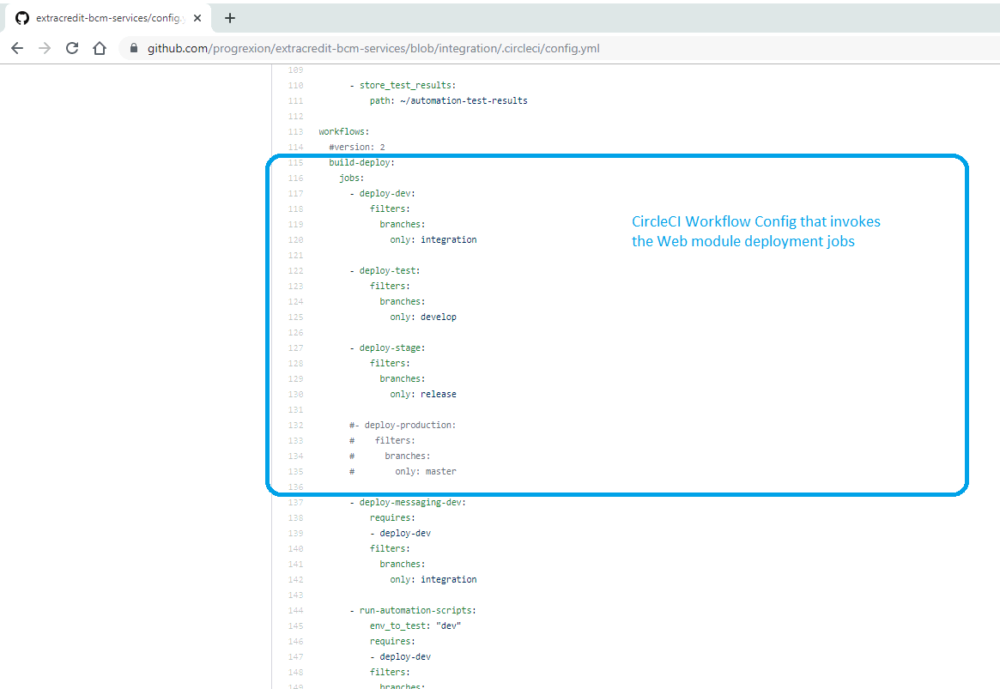 extracredit-bcm-services/config.y
github.com/progrexion/extracredit-bcm-services/blob/integration/.circleci/config.yml
109
110 - store_test_results:
111 path: ~/automation-test-results
112
113 workflows:
114 #version: 2
115 build-deploy:
116 jobs:
117 - deploy-dev:
118 filters:
119 branches:
120 only: integration
121
122 - deploy-test:
123 filters:
124 branches:
125 only: develop
126
127 - deploy-stage:
128 filters:
129 branches:
130 only: release
131
132 #- deploy-production:
133 # filters:
134 # branches:
135 # only: master
136
137 - deploy-messaging-dev:
138 requires:
139 - deploy-dev
140 filters:
141 branches:
142 only: integration
143
144 - run-automation-scripts:
145 env_to_test: "dev"
146 requires:
147 - deploy-dev
148 filters:
149 branches:
CircleCI Workflow Config that invokes
the Web module deployment jobs